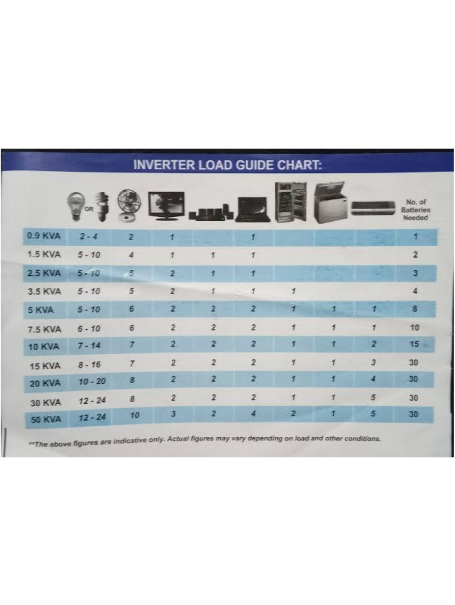 INVERTER LOAD GUIDE CHART:
OR
No. of
Batteries
Needed
0.9 KVA 2 - 4 2 1 1 1
1.5 KVA 5 - 10 4 1 1 1 2
2.5 KVA 5 - 10 5 2 1 1 3
3.5 KVA 5 - 10 5 2 1 1 1 4
5 KVA 5 - 10 6 2 2 2 1 1 1 8
7.5 KVA 6 - 10 6 2 2 2 1 1 1 10
10 KVA 7 - 14 7 2 2 2 1 1 2 15
15 KVA 8 - 16 7 2 2 2 1 1 3 30
20 KVA 10 - 20 8 2 2 2 1 1 4 30
30 KVA 12 - 24 8 2 2 2 1 1 5 30
50 KVA 12 - 24 10 3 2 4 2 1 5 30
**The above figures are indicative only. Actual figures may vary depending on load and other conditions.